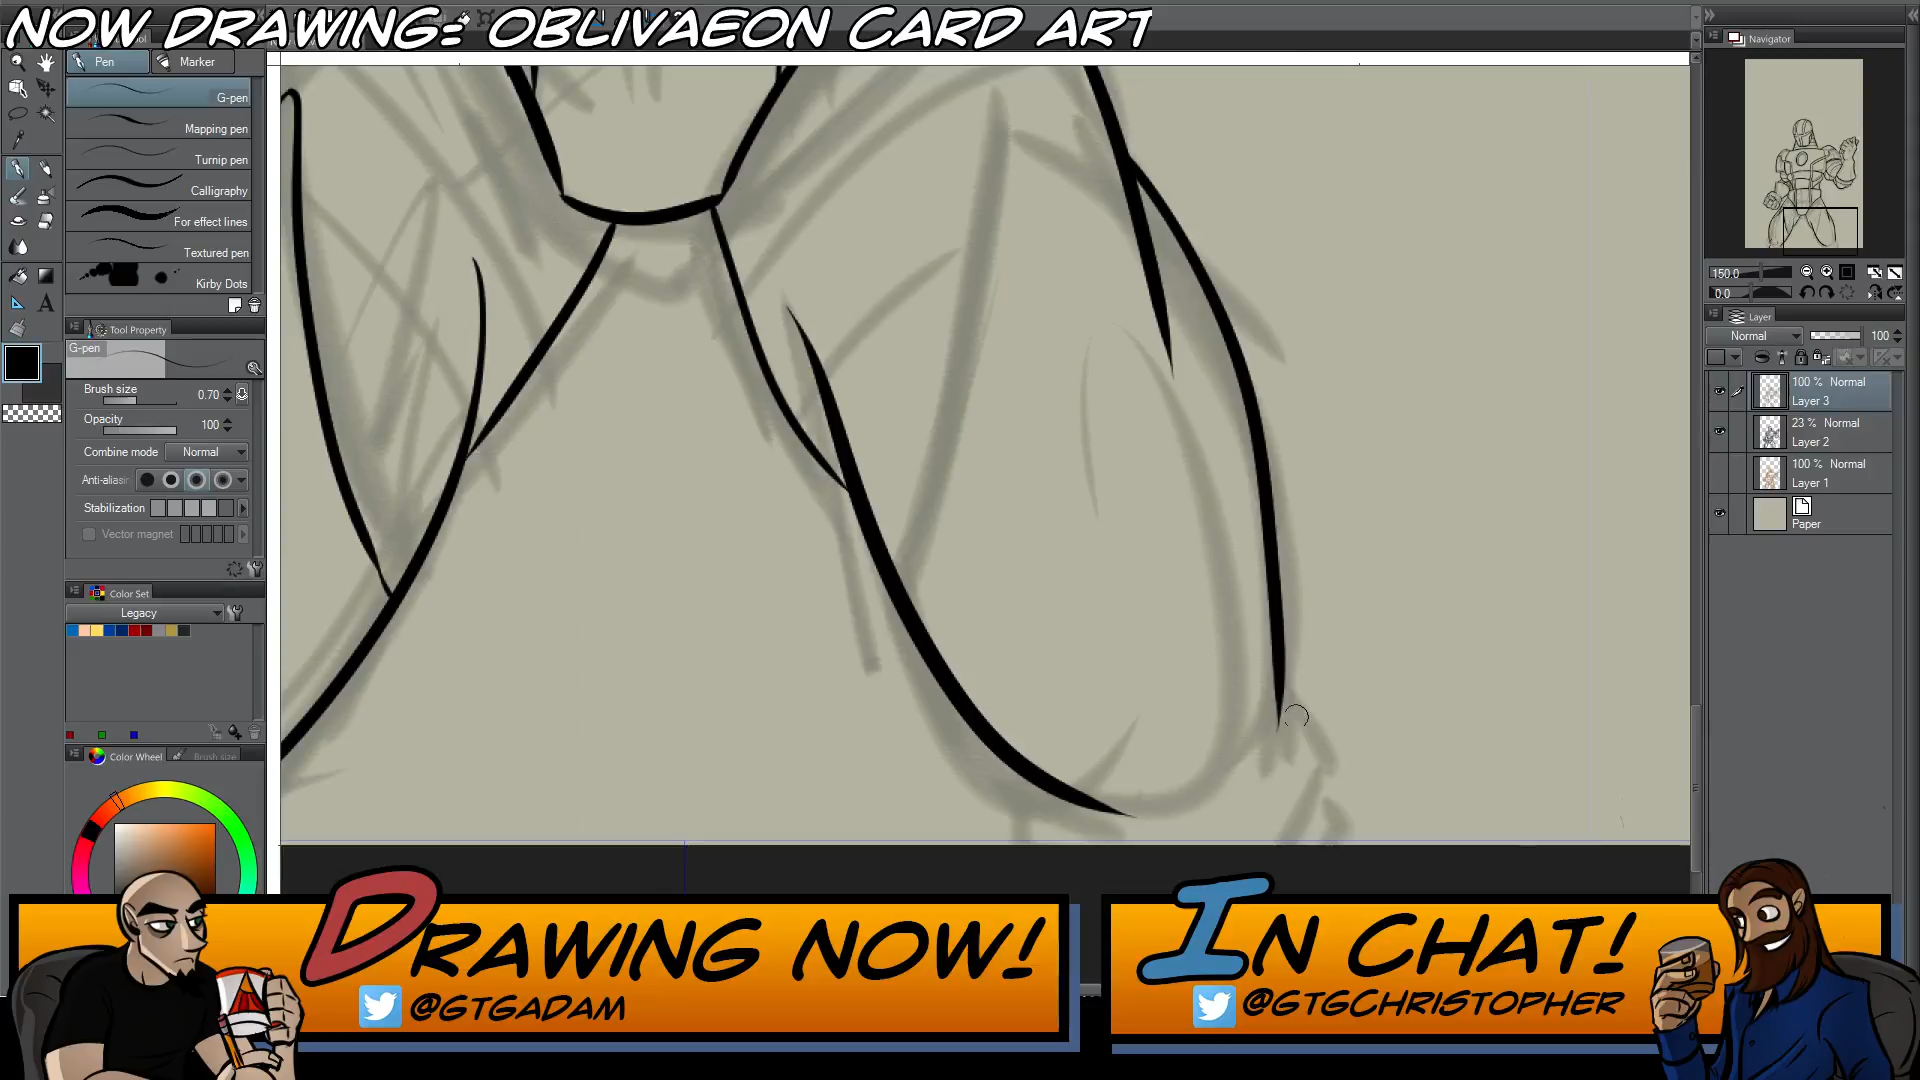 NOW DRAWING: OBLIVAEON CARD ART
Pen
Marker
G-pen
Mapping pen
Turnip pen
Calligraphy
For effect lines
Textured pen
Kirby Dots
Tool Property
G-pen
Brush size 0.70
Opacity 100
Combine mode Normal
Anti-aliasin
Stabilization
Vector magnet
Color Set
Legacy
Color Wheel
Brush size
Navigator
150.0
0.0
Layer
Normal 100
100 % Normal
Layer 3
23 % Normal
Layer 2
100 % Normal
Layer 1
Paper
DRAWING NOW!
@GTGADAM
IN CHAT!
@GTGCHRISTOPHER